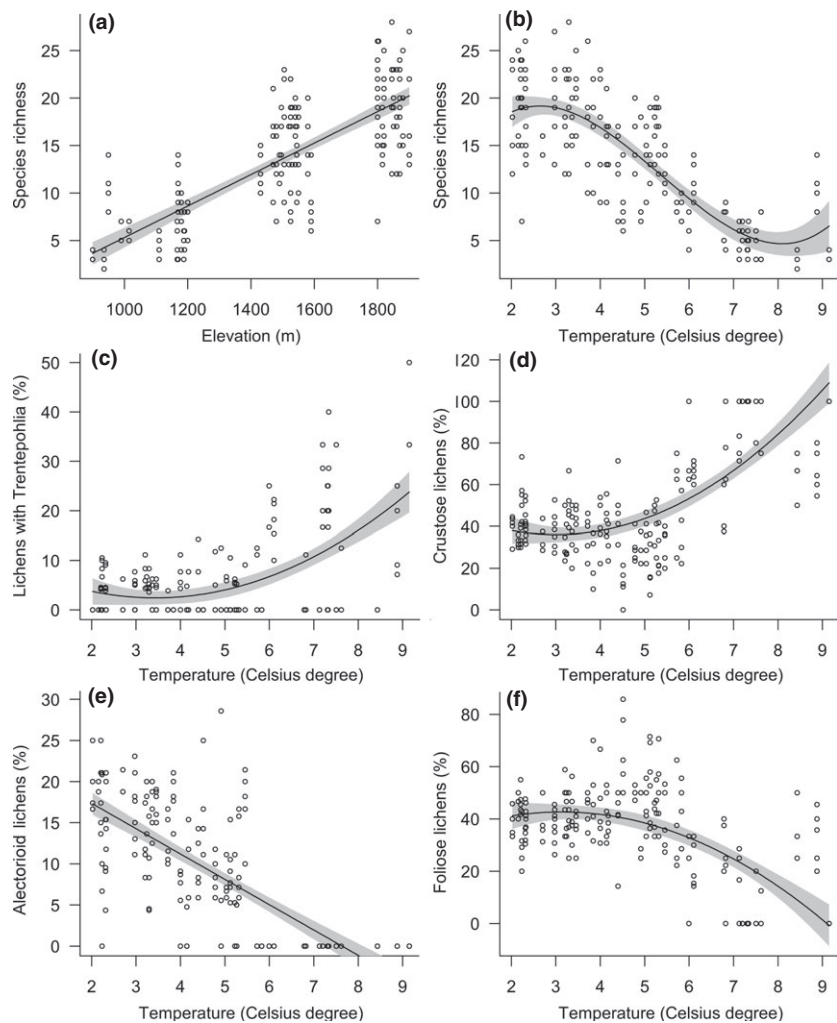 (a)
Species richness
25
20
15
10
5
1000 1200 1400 1600 1800
Elevation (m)
(b)
Species richness
25
20
15
10
5
2 3 4 5 6 7 8 9
Temperature (Celsius degree)
(c)
Lichens with Trentepohlia (%)
50
40
30
20
10
0
2 3 4 5 6 7 8 9
Temperature (Celsius degree)
(d)
Crustose lichens (%)
120
100
80
60
40
20
0
2 3 4 5 6 7 8 9
Temperature (Celsius degree)
(e)
Alectorioid lichens (%)
30
25
20
15
10
5
0
2 3 4 5 6 7 8 9
Temperature (Celsius degree)
(f)
Foliose lichens (%)
80
60
40
20
0
2 3 4 5 6 7 8 9
Temperature (Celsius degree)